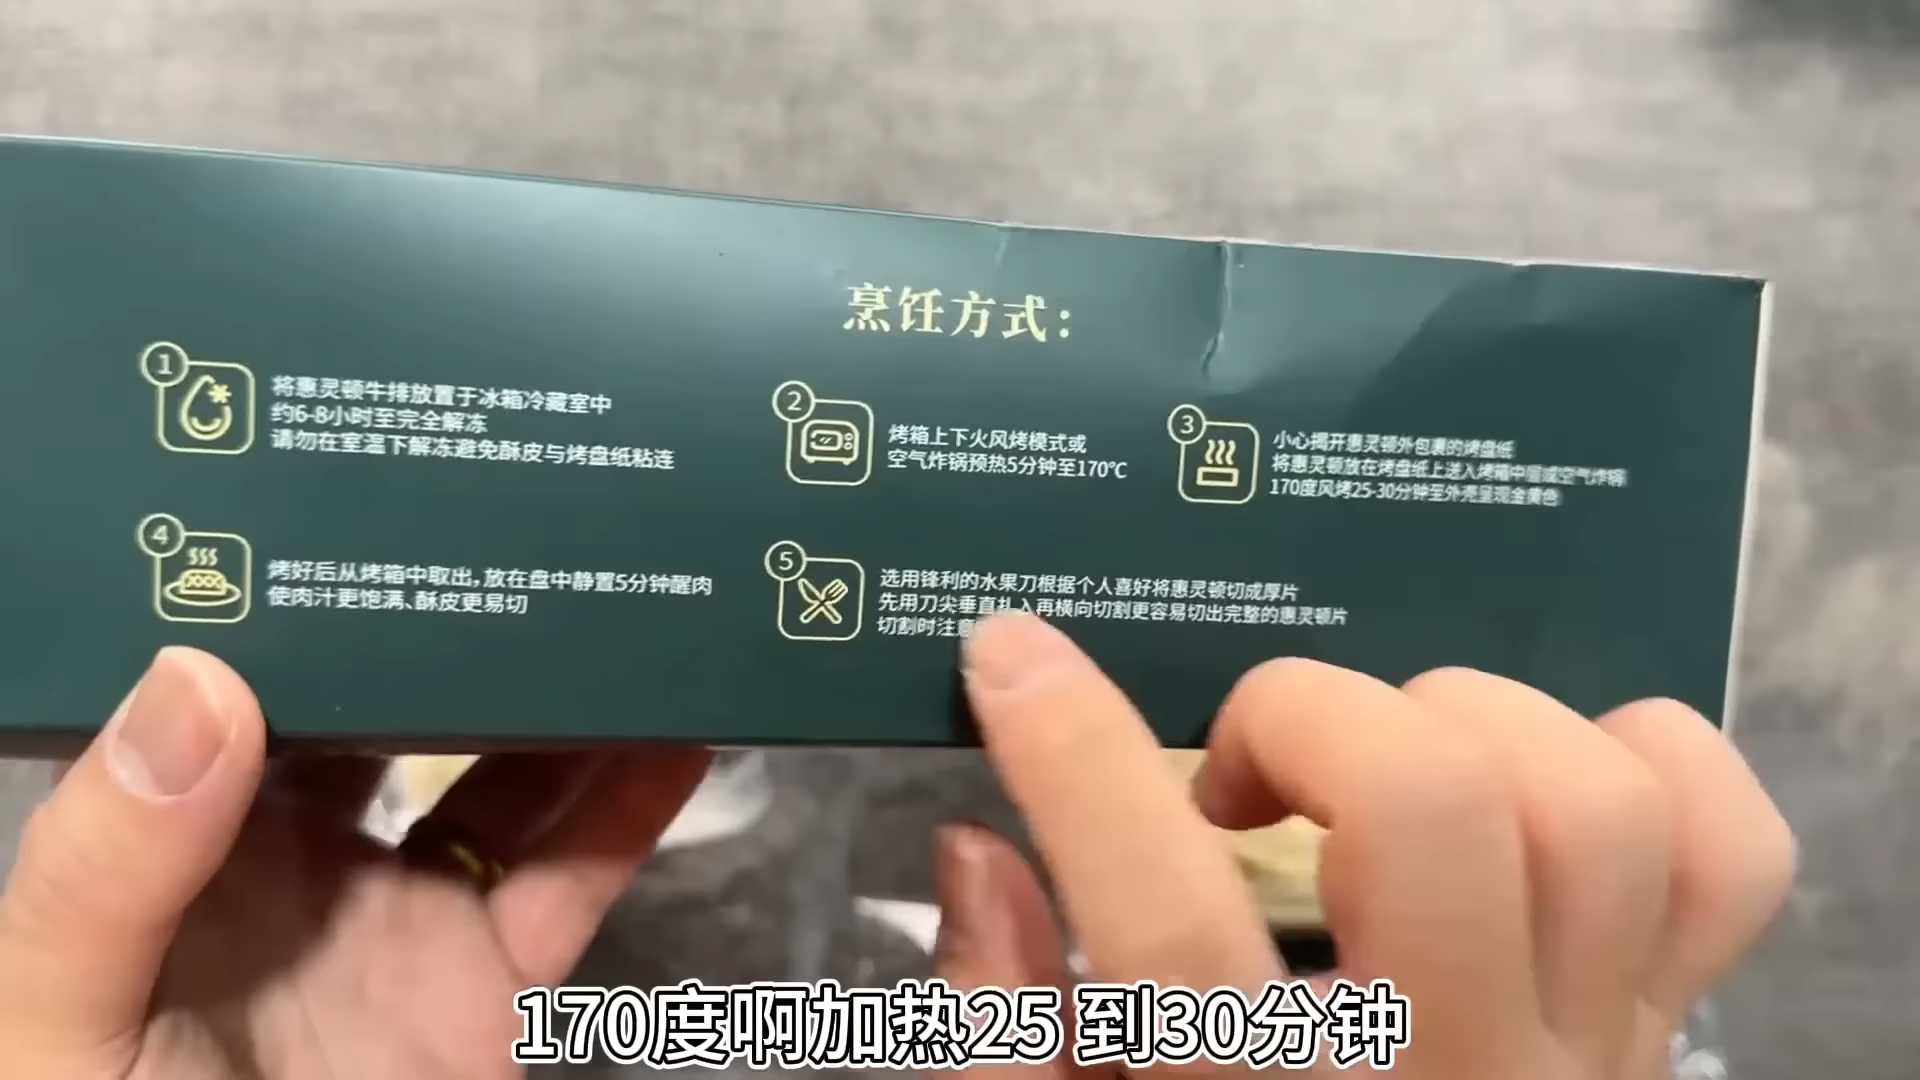 烹饪方式：
1
将惠灵顿牛排放置于冰箱冷藏室中
约6-8小时至完全解冻
请勿在室温下解冻避免酥皮与烤盘纸粘连
2
烤箱上下火风烤模式或
空气炸锅预热5分钟至170℃
3
小心揭开惠灵顿外包裹的烤盘纸
将惠灵顿放在烤盘纸上送入烤箱中层或空气炸锅
170度风烤25-30分钟至外壳呈现金黄色
4
烤好后从烤箱中取出，放在盘中静置5分钟醒肉
使肉汁更饱满、酥皮更易切
5
选用锋利的水果刀根据个人喜好将惠灵顿切成厚片
先用刀尖垂直扎入再横向切割更容易切出完整的惠灵顿片
切割时注意
170度啊加热25 到30分钟